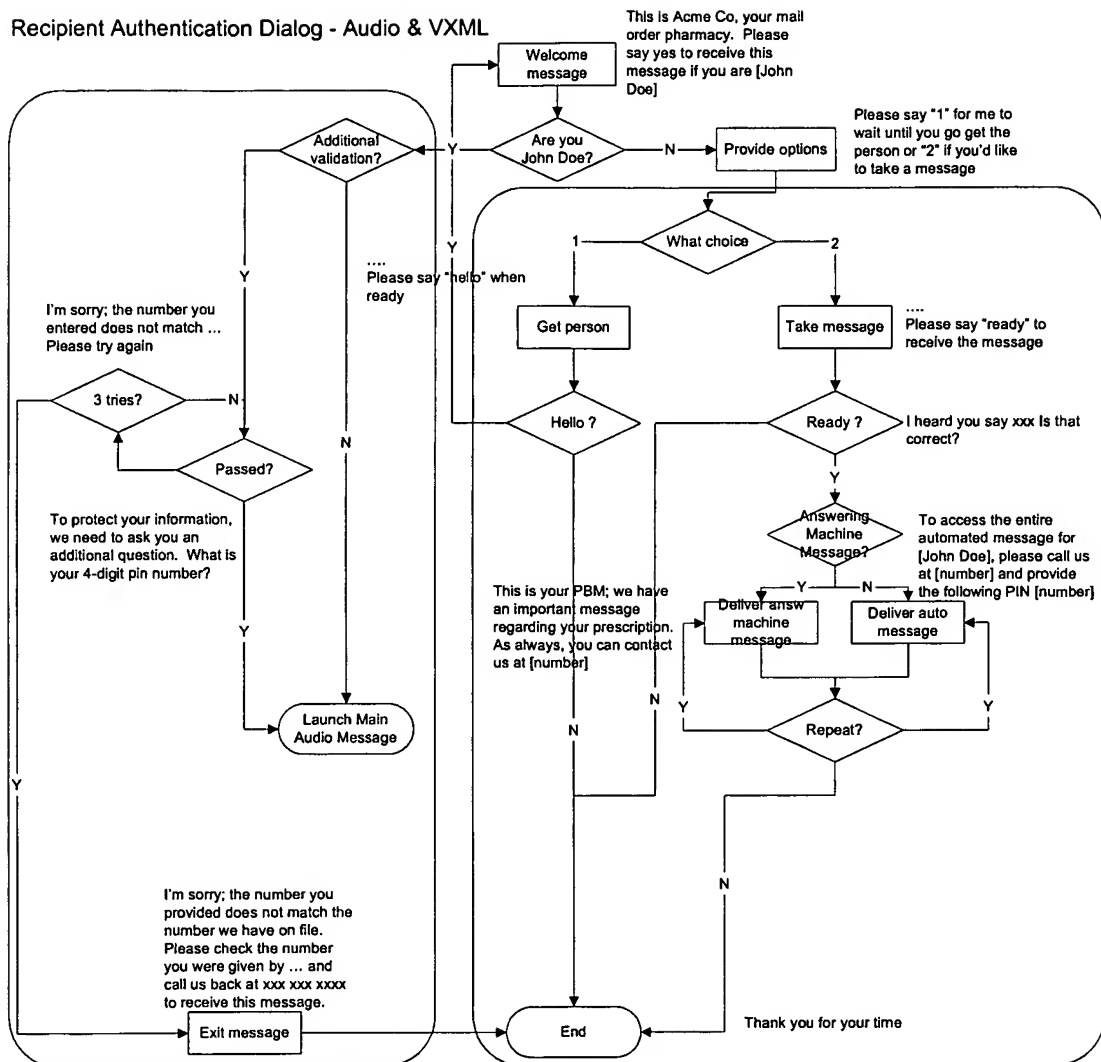 Recipient Authentication Dialog - Audio & VXML
This is Acme Co, your mail
order pharmacy. Please
say yes to receive this
message if you are [John
Doe]
Welcome
message
Are you
John Doe?
Y
N
Additional
validation?
Provide options
Please say "1" for me to
wait until you go get the
person or "2" if you'd like
to take a message
What choice
1
2
Y
Y
....
Please say "hello" when
ready
I'm sorry; the number you
entered does not match ...
Please try again
Get person
Take message
....
Please say "ready" to
receive the message
3 tries?
N
Hello ?
Ready ?
I heard you say xxx Is that
correct?
N
Passed?
Y
To protect your information,
we need to ask you an
additional question. What is
your 4-digit pin number?
Answering
Machine
Message?
To access the entire
automated message for
[John Doe], please call us
at [number] and provide
the following PIN [number]
Y
N
This is your PBM; we have
an important message
regarding your prescription.
As always, you can contact
us at [number]
Deliver answ
machine
message
Deliver auto
message
Y
N
N
Y
Y
Launch Main
Audio Message
Repeat?
Y
N
I'm sorry; the number you
provided does not match the
number we have on file.
Please check the number
you were given by ... and
call us back at xxx xxx xxxx
to receive this message.
Exit message
End
Thank you for your time